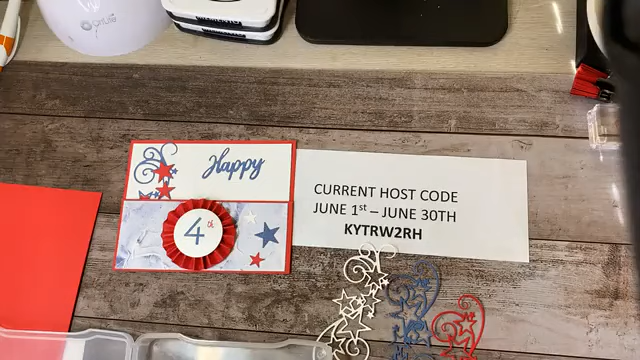 Happy
4th
CURRENT HOST CODE
JUNE 1st – JUNE 30TH
KYTRW2RH